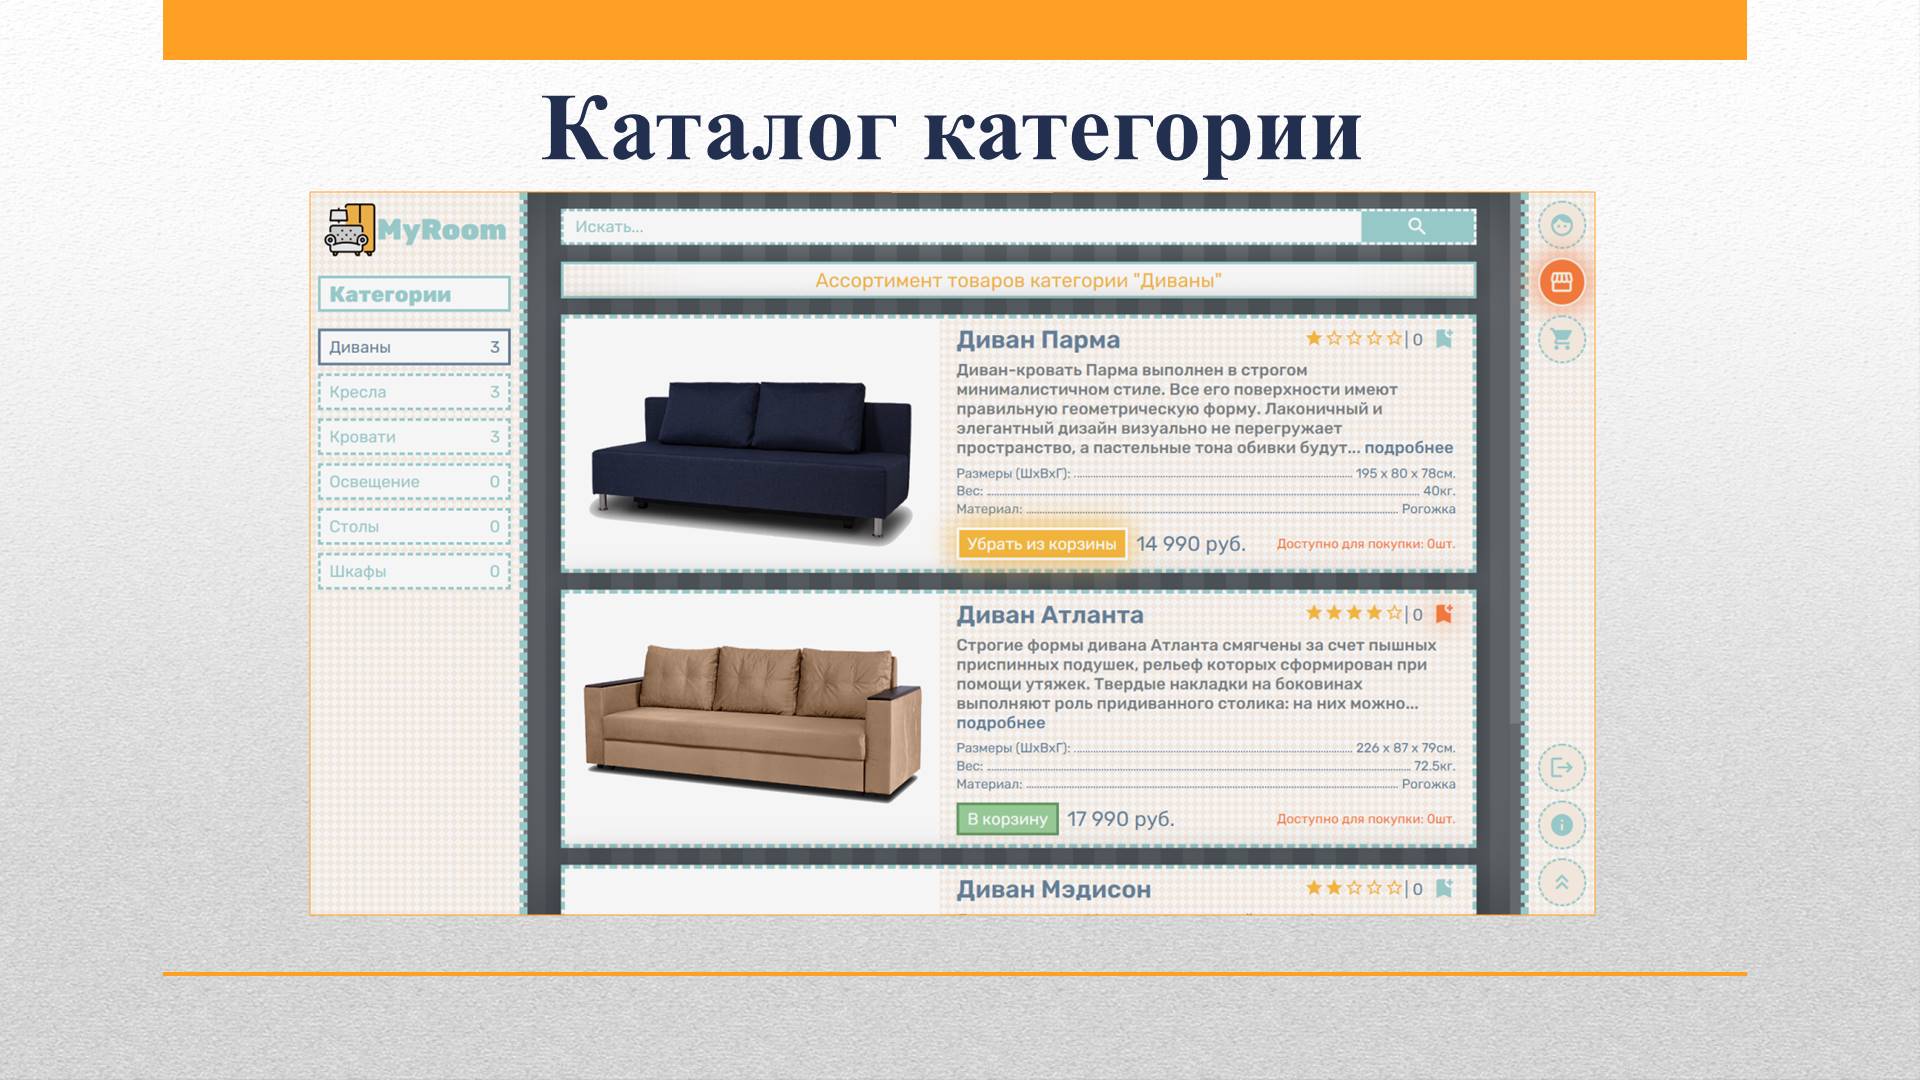 Каталог категории
MyRoom
Категории
Диваны 3
Кресла 3
Кровати 3
Освещение 0
Столы 0
Шкафы 0
Искать...
Ассортимент товаров категории "Диваны"
Диван Парма | 0
Диван-кровать Парма выполнен в строгом
минималистичном стиле. Все его поверхности имеют
правильную геометрическую форму. Лаконичный и
элегантный дизайн визуально не перегружает
пространство, а пастельные тона обивки будут... подробнее
Размеры (ШхВхГ): 195 x 80 x 78см.
Вес: 40кг.
Материал: Рогожка
Убрать из корзины 14 990 руб. Доступно для покупки: 0шт.
Диван Атланта | 0
Строгие формы дивана Атланта смягчены за счет пышных
приспинных подушек, рельеф которых сформирован при
помощи утяжек. Твердые накладки на боковинах
выполняют роль придиванного столика: на них можно...
подробнее
Размеры (ШхВхГ): 226 x 87 x 79см.
Вес: 72.5кг.
Материал: Рогожка
В корзину 17 990 руб. Доступно для покупки: 0шт.
Диван Мэдисон | 0